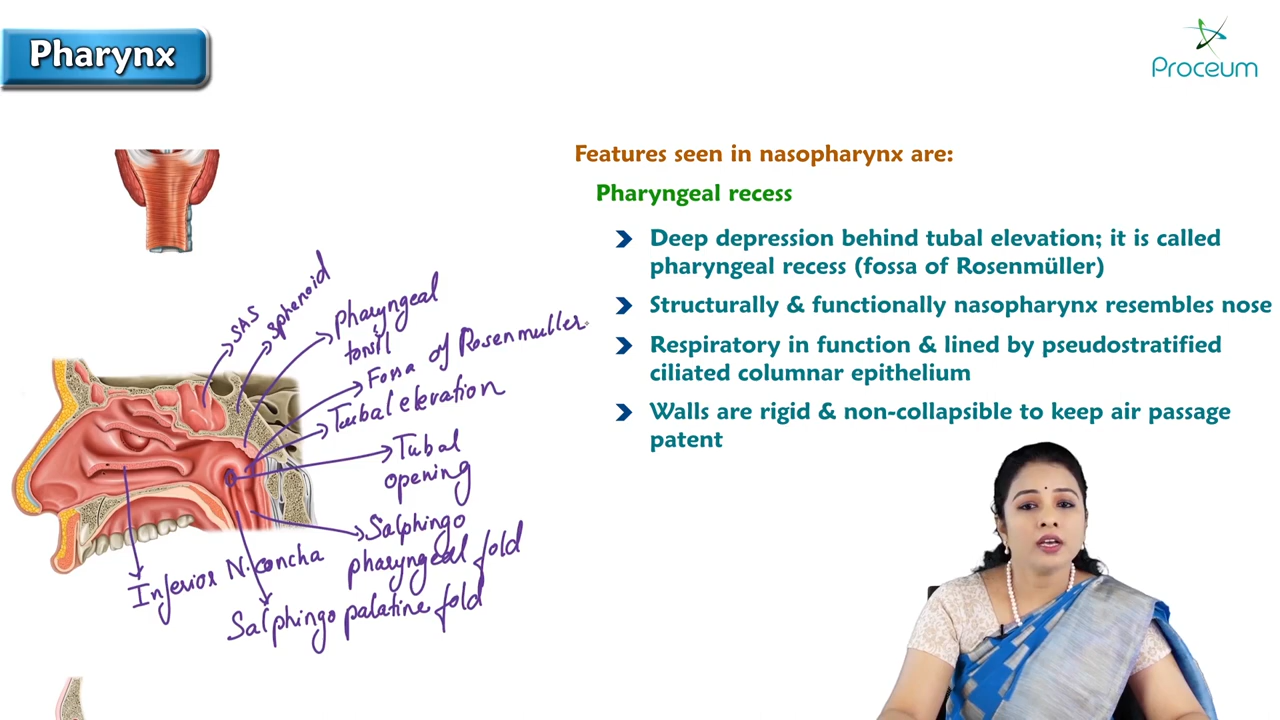 Pharynx
Proceum
Features seen in nasopharynx are:
Pharyngeal recess
Deep depression behind tubal elevation; it is called
pharyngeal recess (fossa of Rosenmüller)
Structurally & functionally nasopharynx resembles nose
Respiratory in function & lined by pseudostratified
ciliated columnar epithelium
Walls are rigid & non-collapsible to keep air passage
patent
SAS
Sphenoid
Pharyngeal
tonsil
Fossa of Rosenmuller
Tubal elevation
Tubal
opening
Salphingo
pharyngeal fold
Inferior N. concha
Salphingo palatine fold